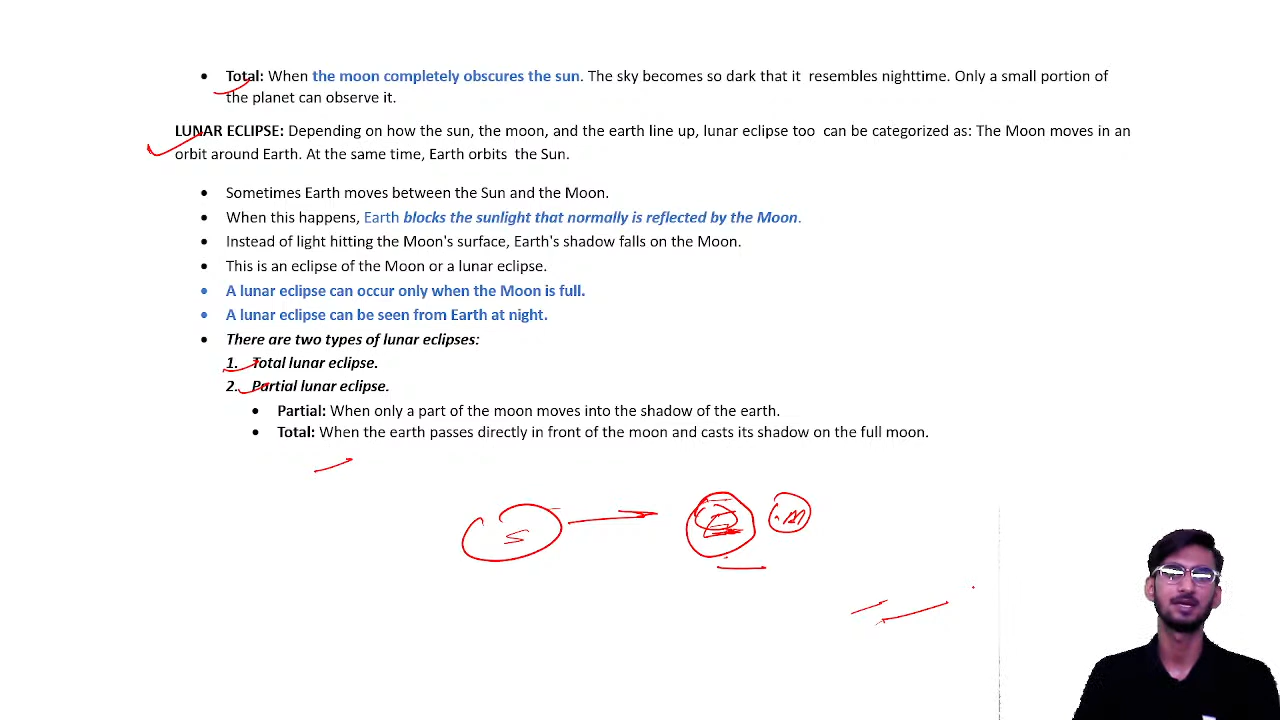 • Total: When the moon completely obscures the sun. The sky becomes so dark that it resembles nighttime. Only a small portion of
the planet can observe it.
LUNAR ECLIPSE: Depending on how the sun, the moon, and the earth line up, lunar eclipse too can be categorized as: The Moon moves in an
orbit around Earth. At the same time, Earth orbits the Sun.
• Sometimes Earth moves between the Sun and the Moon.
• When this happens, Earth blocks the sunlight that normally is reflected by the Moon.
• Instead of light hitting the Moon's surface, Earth's shadow falls on the Moon.
• This is an eclipse of the Moon or a lunar eclipse.
• A lunar eclipse can occur only when the Moon is full.
• A lunar eclipse can be seen from Earth at night.
• There are two types of lunar eclipses:
1. Total lunar eclipse.
2. Partial lunar eclipse.
• Partial: When only a part of the moon moves into the shadow of the earth.
• Total: When the earth passes directly in front of the moon and casts its shadow on the full moon.
S m